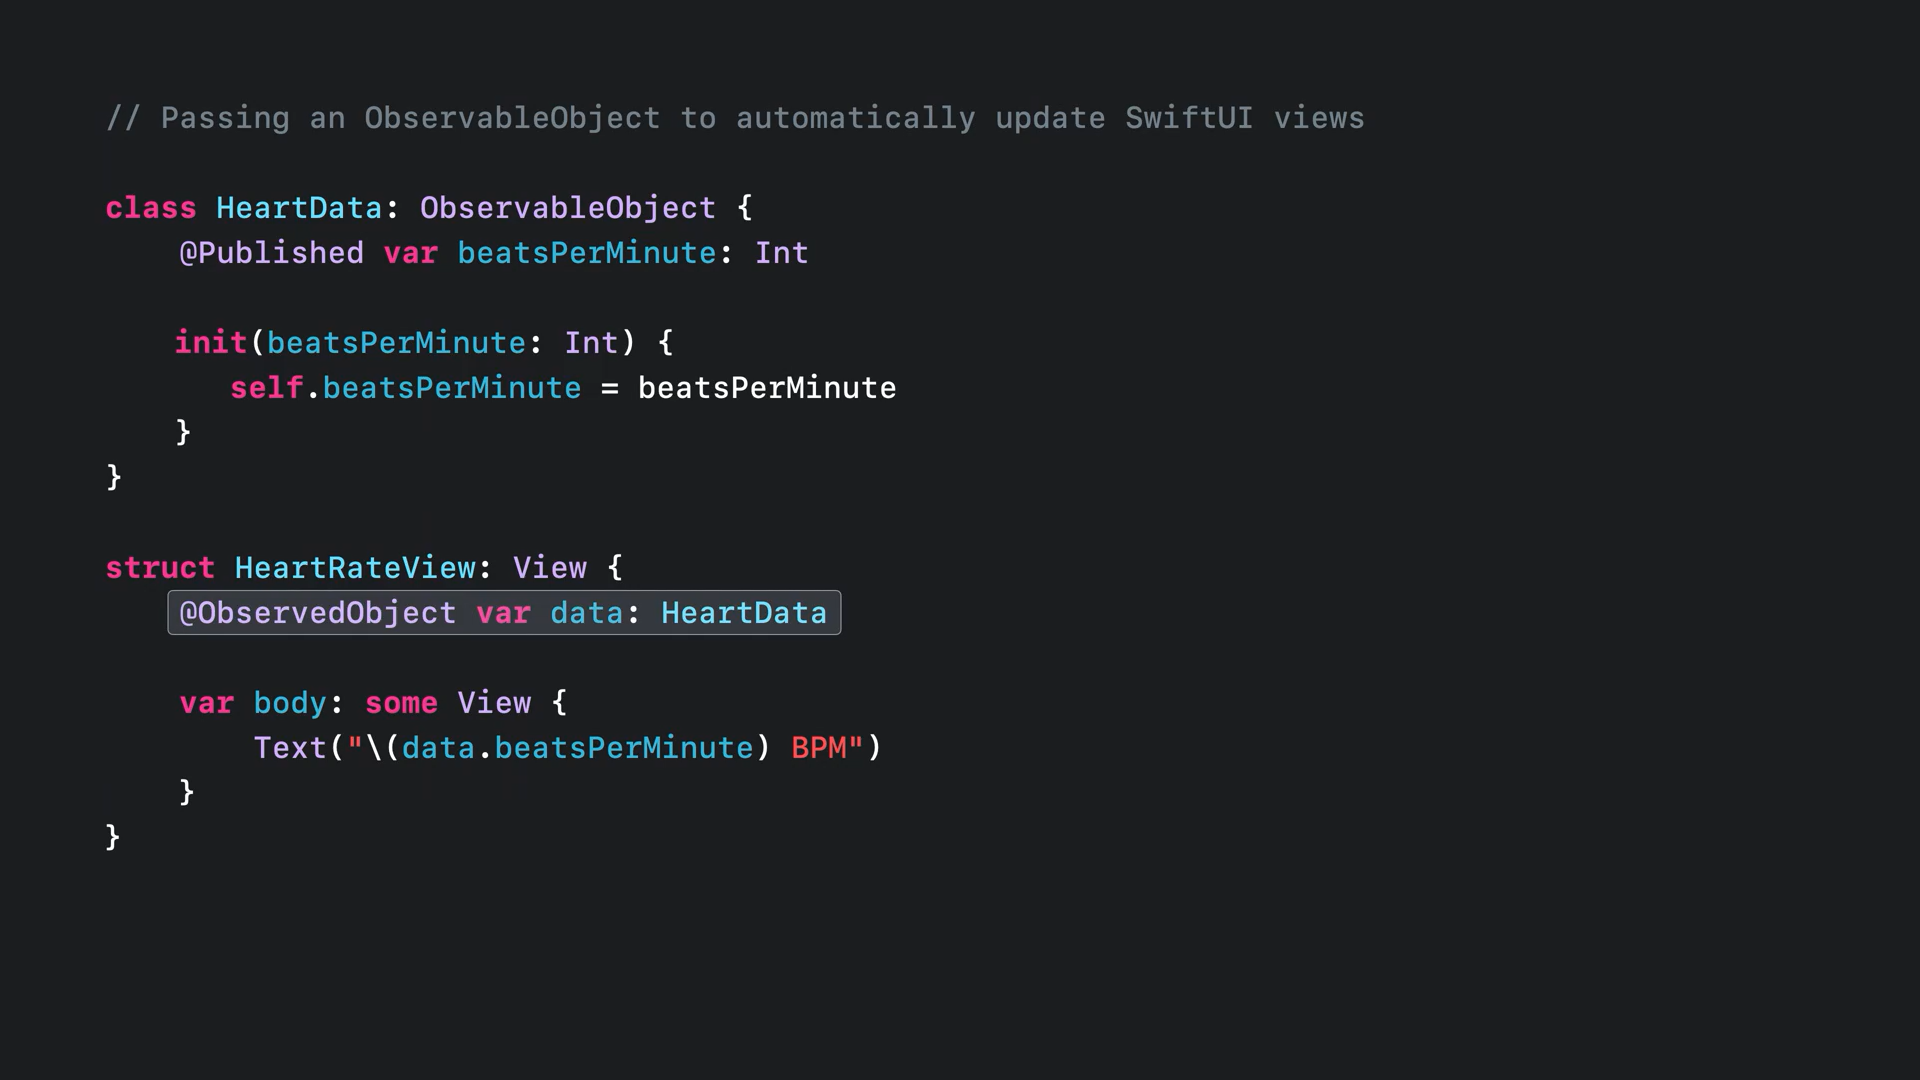 // Passing an ObservableObject to automatically update SwiftUI views
class HeartData: ObservableObject {
@Published var beatsPerMinute: Int
init(beatsPerMinute: Int) {
self.beatsPerMinute = beatsPerMinute
}
}
struct HeartRateView: View {
@ObservedObject var data: HeartData
var body: some View {
Text("\(data.beatsPerMinute) BPM")
}
}